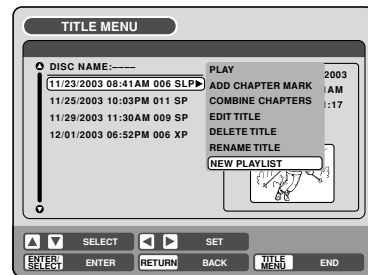 TITLE MENU
DISC NAME:----
11/23/2003 08:41AM 006 SLP
11/25/2003 10:03PM 011 SP
11/29/2003 11:30AM 009 SP
12/01/2003 06:52PM 006 XP
PLAY
ADD CHAPTER MARK
COMBINE CHAPTERS
EDIT TITLE
DELETE TITLE
RENAME TITLE
NEW PLAYLIST
2003
AM
:17
SELECT SET
ENTER/SELECT ENTER RETURN BACK TITLE MENU END